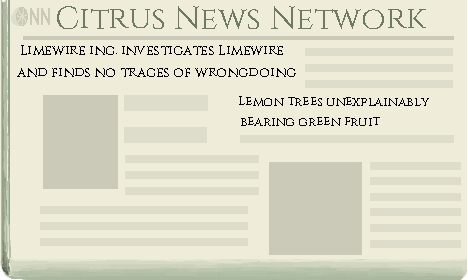 CNN CITRUS NEWS NETWORK
LIMEWIRE INC. INVESTIGATES LIMEWIRE
AND FINDS NO TRACES OF WRONGDOING
LEMON TREES UNEXPLAINABLY
BEARING GREEN FRUIT